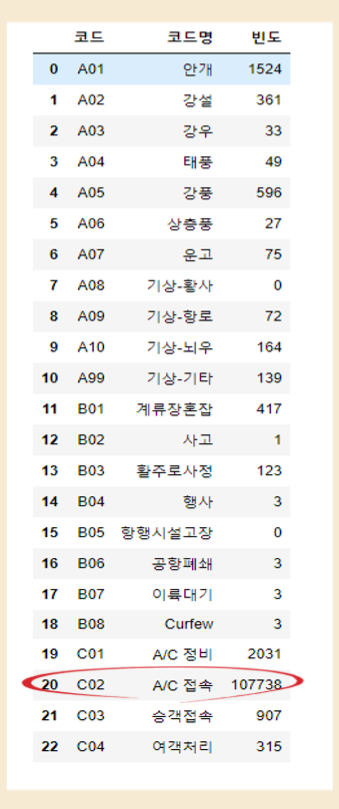 코드 코드명 빈도
0 A01 안개 1524
1 A02 강설 361
2 A03 강우 33
3 A04 태풍 49
4 A05 강풍 596
5 A06 상층풍 27
6 A07 운고 75
7 A08 기상-황사 0
8 A09 기상-항로 72
9 A10 기상-뇌우 164
10 A99 기상-기타 139
11 B01 계류장혼잡 417
12 B02 사고 1
13 B03 활주로사정 123
14 B04 행사 3
15 B05 항행시설고장 0
16 B06 공항폐쇄 3
17 B07 이륙대기 3
18 B08 Curfew 3
19 C01 A/C 정비 2031
20 C02 A/C 접속 107738
21 C03 승객접속 907
22 C04 여객처리 315